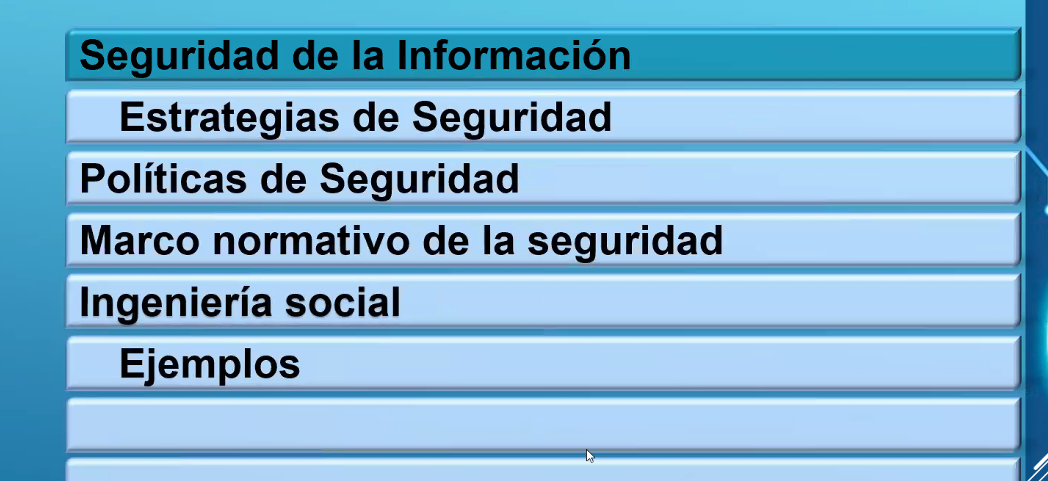 Seguridad de la Información
Estrategias de Seguridad
Políticas de Seguridad
Marco normativo de la seguridad
Ingeniería social
Ejemplos